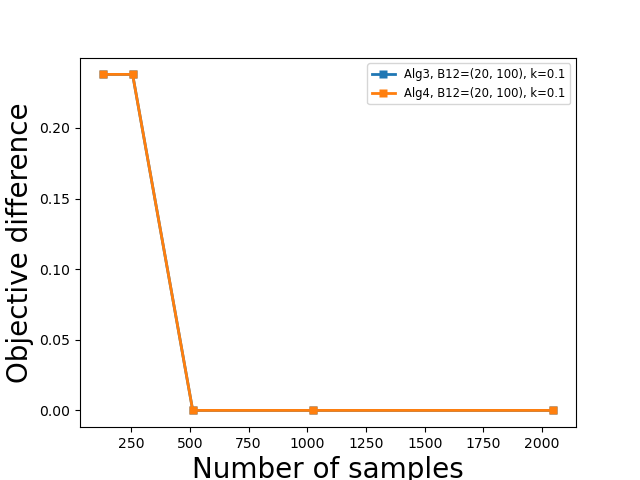 Alg3, B12=(20, 100), k=0.1
Alg4, B12=(20, 100), k=0.1
Objective difference
0.20
0.15
0.10
0.05
0.00
250 500 750 1000 1250 1500 1750 2000
Number of samples